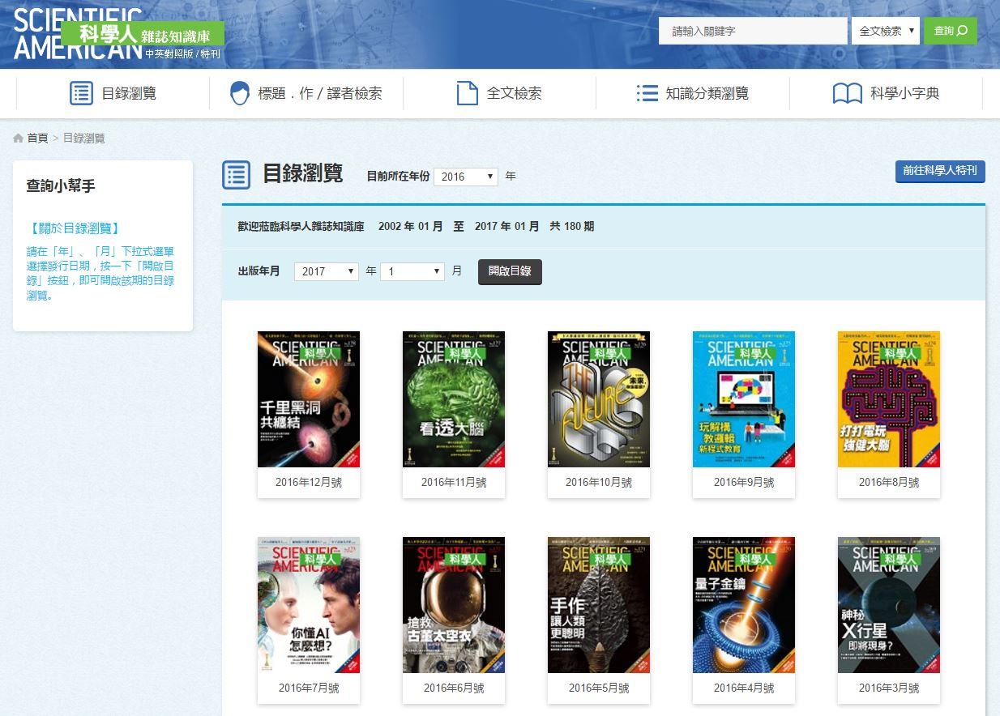 SCIENTIFIC
AMERICAN
科學人 雜誌知識庫
中英對照版 / 特刊
請輸入關鍵字
全文檢索
查詢
目錄瀏覽
標題．作 / 譯者檢索
全文檢索
知識分類瀏覽
科學小字典
首頁 > 目錄瀏覽
查詢小幫手
【關於目錄瀏覽】
請在「年」、「月」下拉式選單
選擇發行日期，按一下「開啟目
錄」按鈕，即可開啟該期的目錄
瀏覽。
目錄瀏覽
目前所在年份 2016 年
前往科學人特刊
歡迎蒞臨科學人雜誌知識庫 2002 年 01 月 至 2017 年 01 月 共 180 期
出版年月 2017 年 1 月 開啟目錄
SCIENTIFIC
科學人
AMERICAN
千里黑洞
共纏結
2016年12月號
SCIENTIFIC
科學人
AMERICAN
看透大腦
2016年11月號
SCIENTIFIC
科學人
AMERICAN
THE
FUTURE
未來,
2016年10月號
SCIENTIFIC
科學人
AMERICAN
玩解構
教邏輯
新程式教育
2016年9月號
SCIENTIFIC
科學人
AMERICAN
打打電玩
強健大腦
2016年8月號
SCIENTIFIC
科學人
AMERICAN
你懂AI
怎麼想?
2016年7月號
SCIENTIFIC
科學人
AMERICAN
搶救
古董太空衣
2016年6月號
SCIENTIFIC
科學人
AMERICAN
手作
讓人類
更聰明
2016年5月號
SCIENTIFIC
科學人
AMERICAN
量子金鑰
2016年4月號
SCIENTIFIC
科學人
AMERICAN
神秘
X行星
即將現身?
2016年3月號